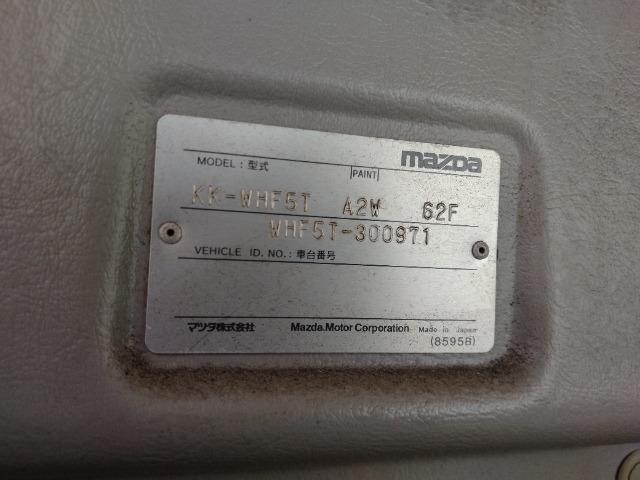 mazda
MODEL : 型式 PAINT
KK-WHF5T A2W 62F
WHF5T-300971
VEHICLE ID. NO. : 車台番号
マツダ株式会社 Mazda Motor Corporation Made in Japan
(85958)